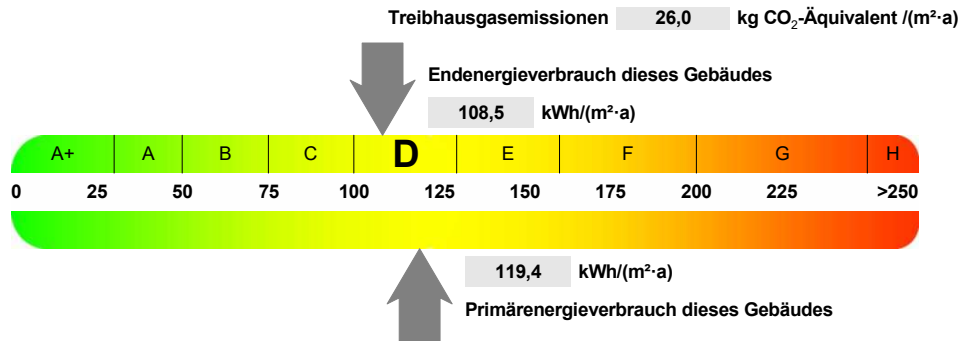 Treibhausgasemissionen 26,0 kg CO₂-Äquivalent /(m²·a)
Endenergieverbrauch dieses Gebäudes
108,5 kWh/(m²·a)
A+ A B C D E F G H
0 25 50 75 100 125 150 175 200 225 >250
119,4 kWh/(m²·a)
Primärenergieverbrauch dieses Gebäudes